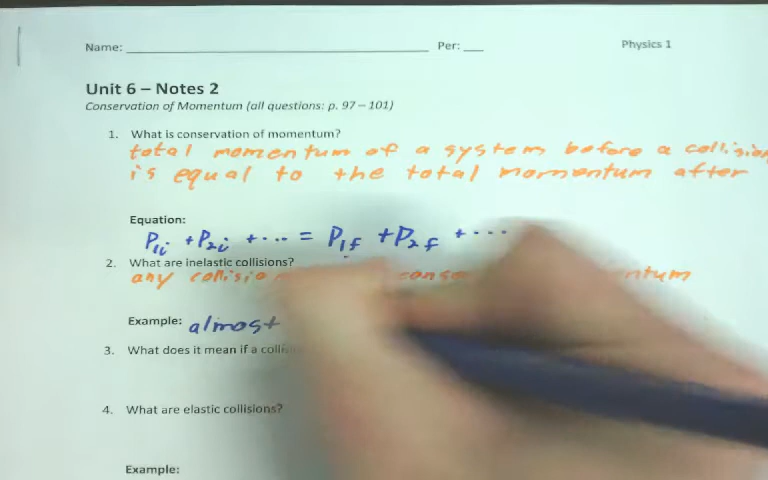 Name: Per: Physics 1
Unit 6 – Notes 2
Conservation of Momentum (all questions: p. 97 – 101)
1. What is conservation of momentum?
total momentum of a system before a collision
is equal to the total momentum after
Equation:
P1i + P2i + ... = P1f + P2f + ...
2. What are inelastic collisions?
any
Example: almost
3. What does it mean if a
4. What are elastic collisions?
Example: